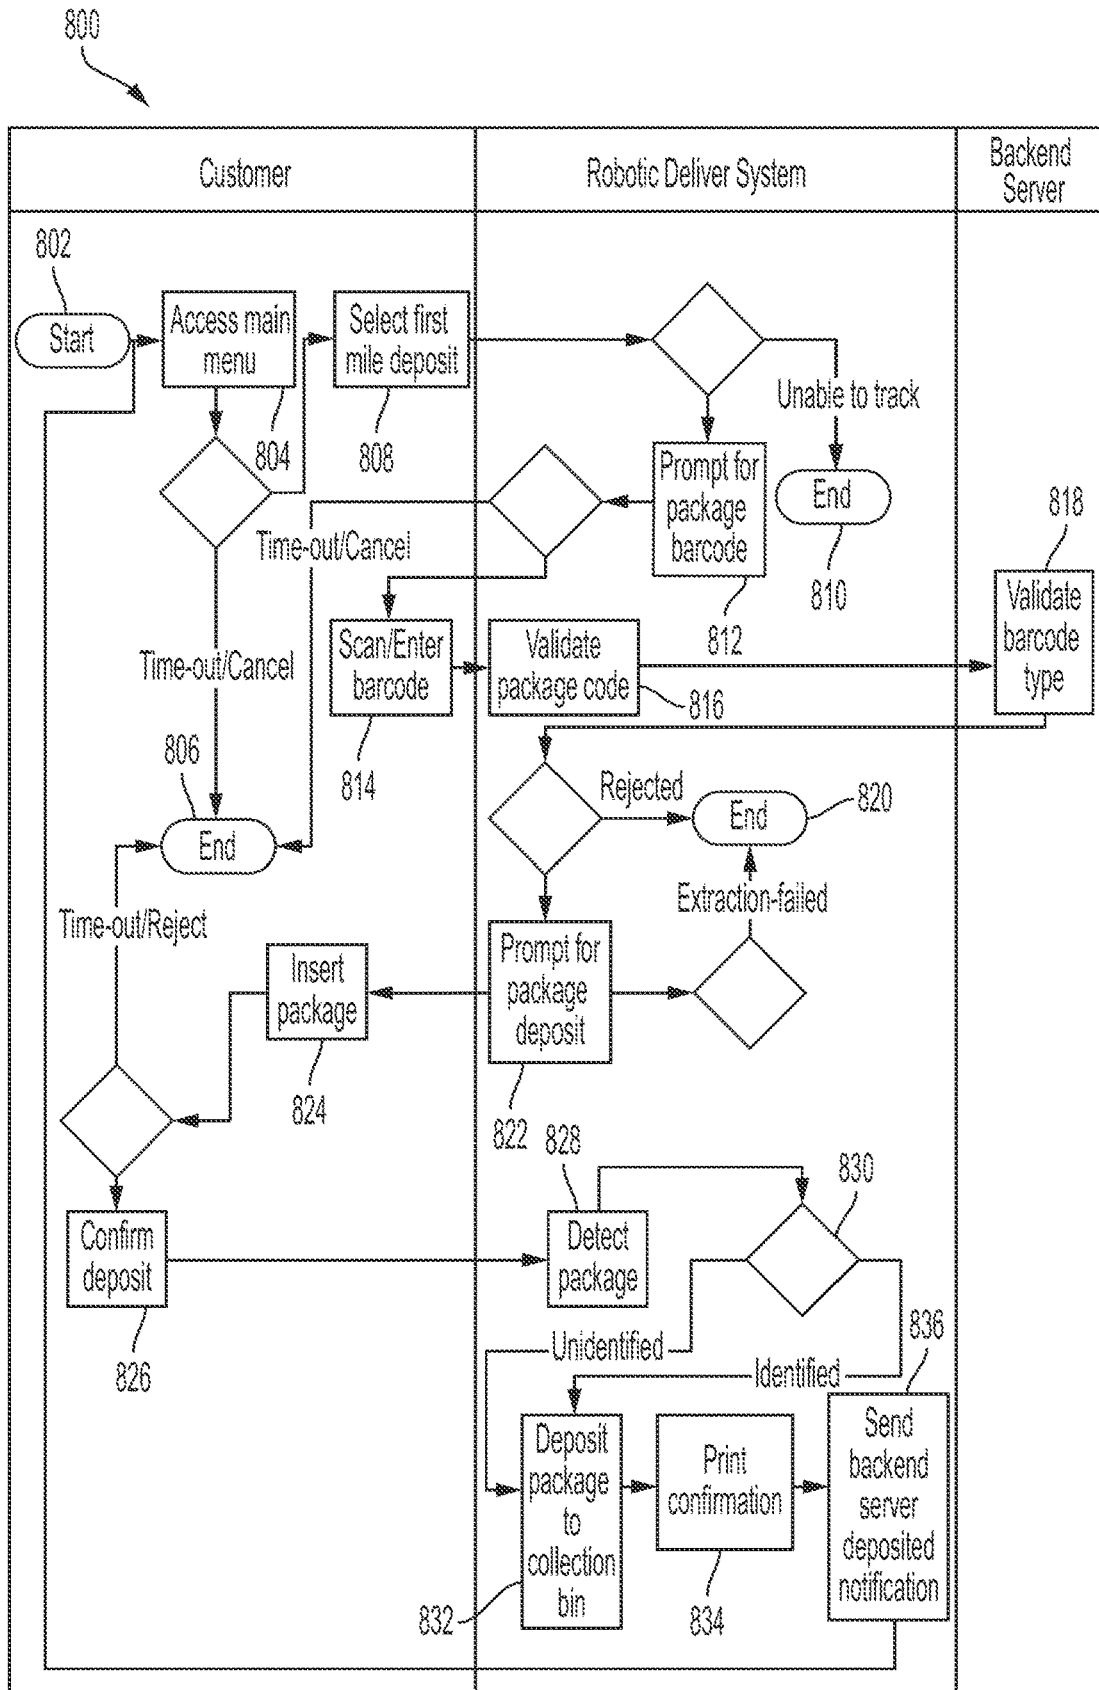 800
Customer
Robotic Deliver System
Backend
Server
802
Start
Access main
menu
804
Select first
mile deposit
808
Unable to track
End
810
Prompt for
package
barcode
812
Time-out/Cancel
818
Validate
barcode
type
Scan/Enter
barcode
814
Validate
package code
816
Time-out/Cancel
806
End
Rejected
End
820
Extraction-failed
Time-out/Reject
Insert
package
824
Prompt for
package
deposit
822
828
Detect
package
830
Confirm
deposit
826
Unidentified
Identified
836
Deposit
package
to
collection
bin
832
Print
confirmation
834
Send
backend
server
deposited
notification